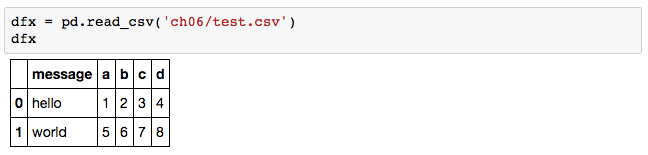 dfx = pd.read_csv('ch06/test.csv')
dfx
message a b c d
0 hello 1 2 3 4
1 world 5 6 7 8